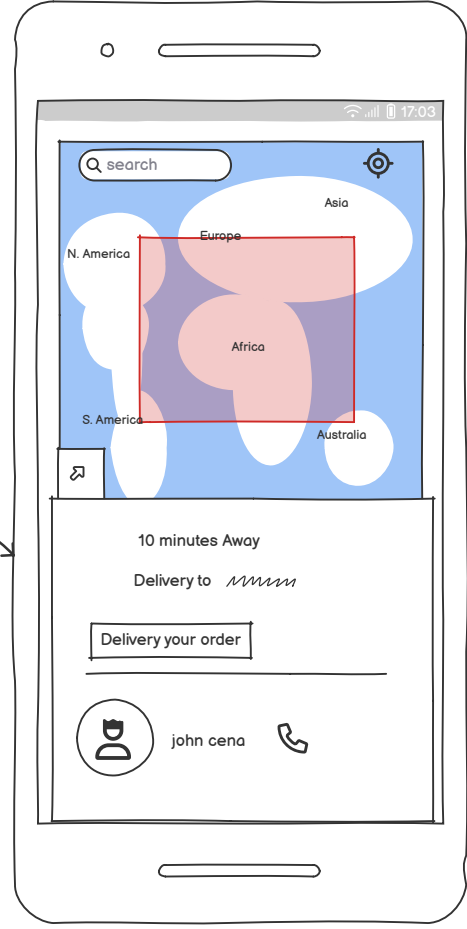 17:03
search
Asia
Europe
N. America
Africa
S. America
Australia
10 minutes Away
Delivery to
Delivery your order
john cena